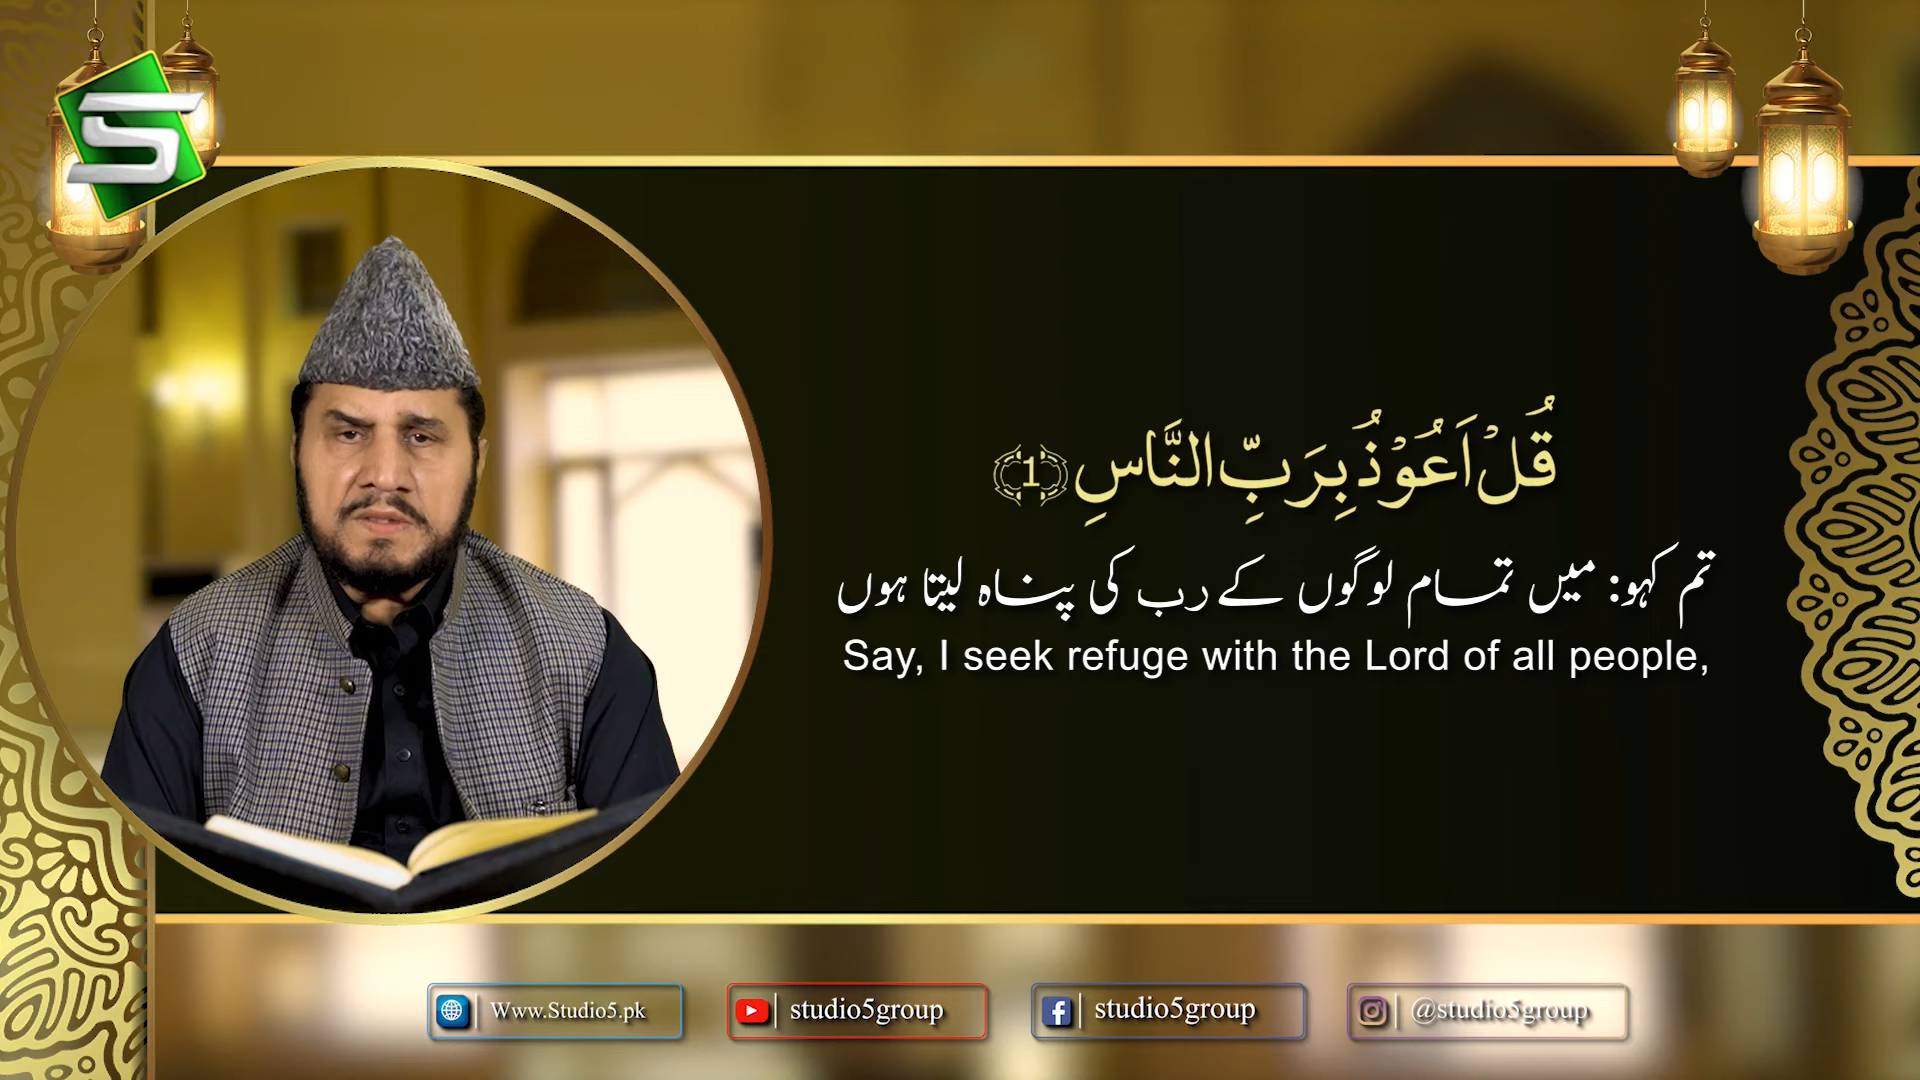 قُلۡ اَعُوۡذُ بِرَبِّ النَّاسِ ﴿1﴾
تم کہو: میں تمام لوگوں کے رب کی پناہ لیتا ہوں
Say, I seek refuge with the Lord of all people,
Www.Studio5.pk
studio5group
studio5group
@studio5group